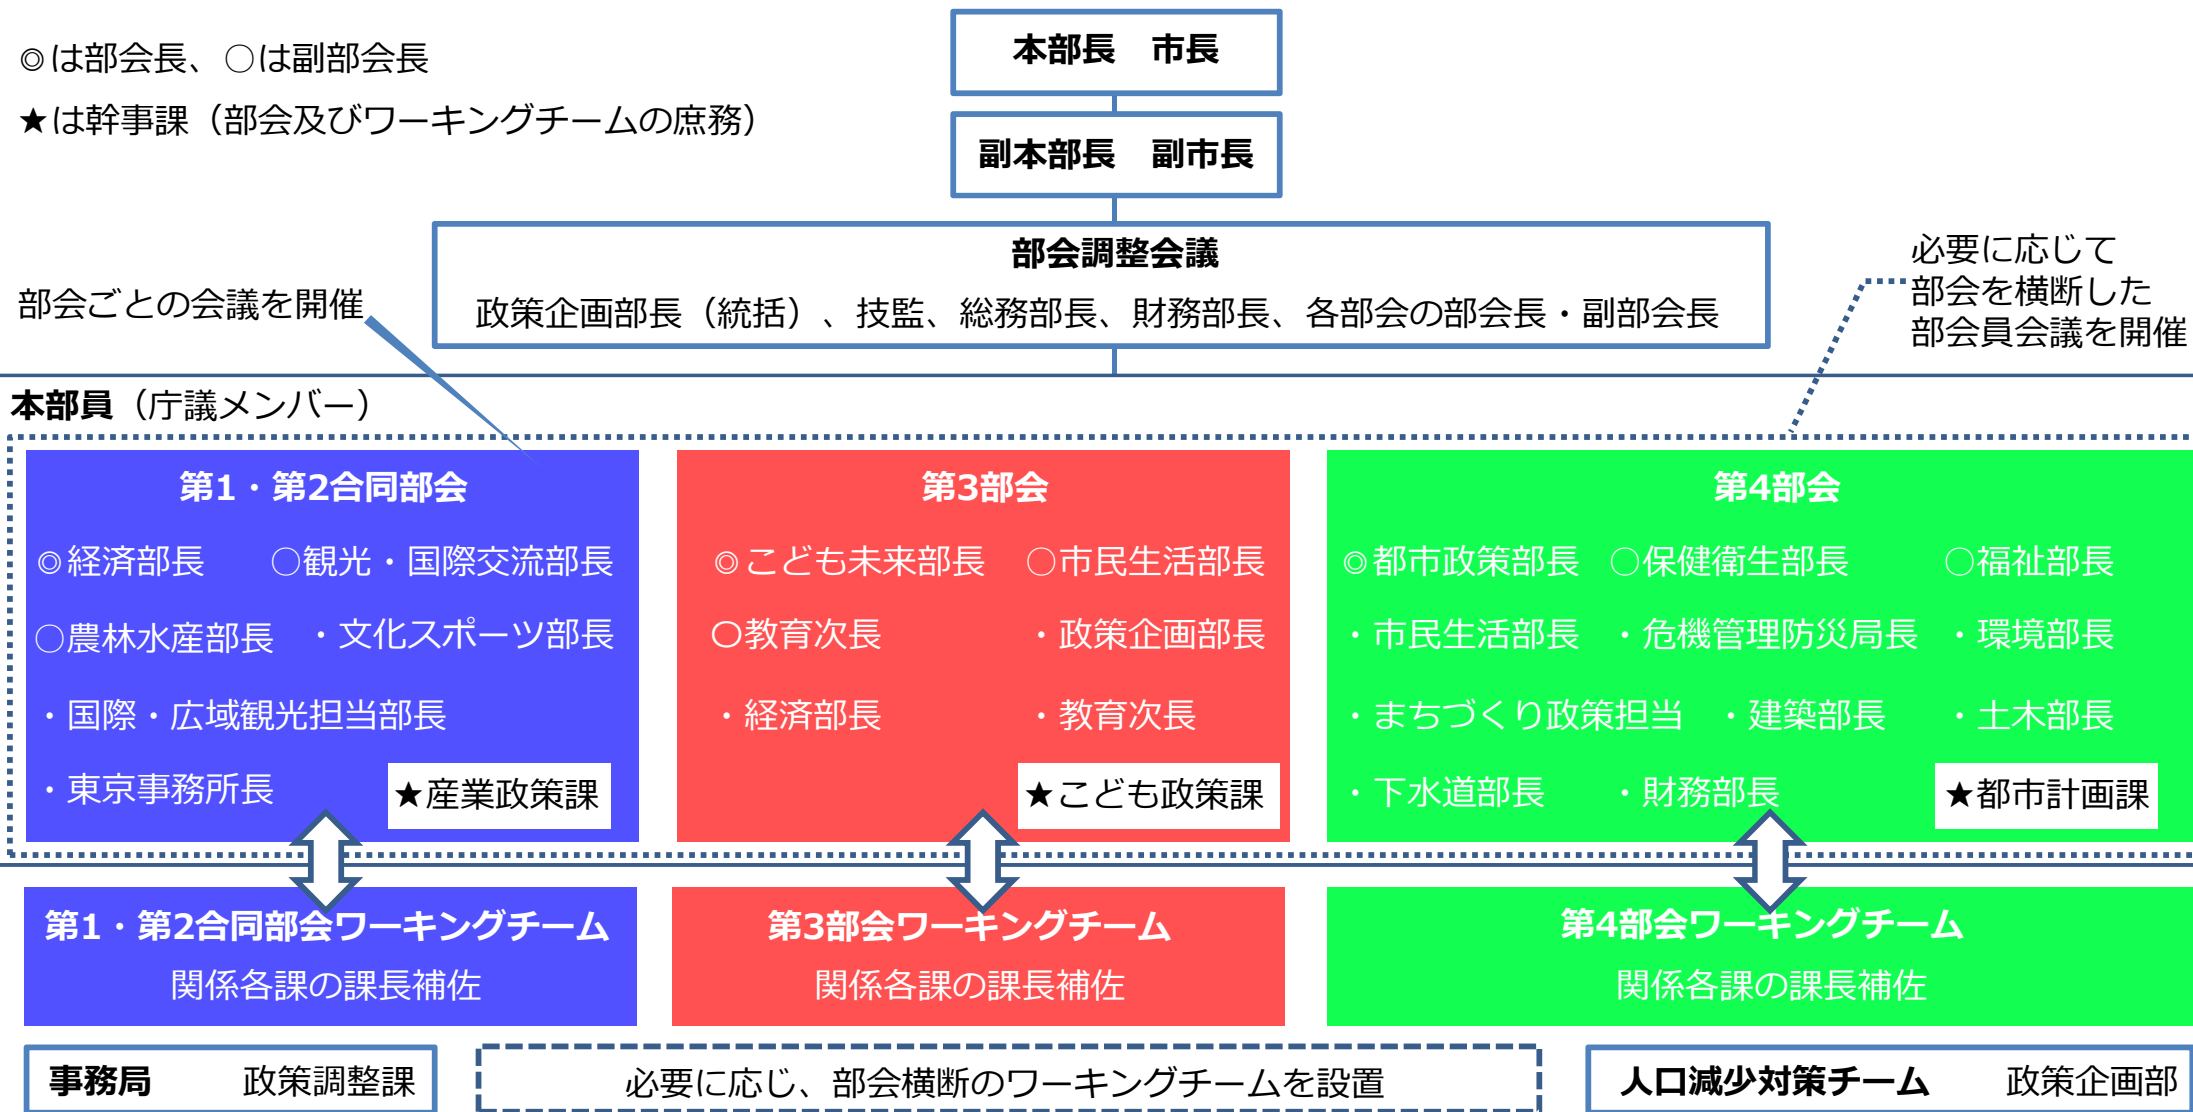 ◎は部会長、○は副部会長
★は幹事課（部会及びワーキングチームの庶務）
本部長　市長
副本部長　副市長
部会調整会議
政策企画部長（統括）、技監、総務部長、財務部長、各部会の部会長・副部会長
部会ごとの会議を開催
必要に応じて
部会を横断した
部会員会議を開催
本部員（庁議メンバー）
第1・第2合同部会
◎経済部長　○観光・国際交流部長
○農林水産部長　・文化スポーツ部長
・国際・広域観光担当部長
・東京事務所長
★産業政策課
第3部会
◎こども未来部長　○市民生活部長
〇教育次長　・政策企画部長
・経済部長　・教育次長
★こども政策課
第4部会
◎都市政策部長　○保健衛生部長　○福祉部長
・市民生活部長　・危機管理防災局長　・環境部長
・まちづくり政策担当　・建築部長　・土木部長
・下水道部長　・財務部長
★都市計画課
第1・第2合同部会ワーキングチーム
関係各課の課長補佐
第3部会ワーキングチーム
関係各課の課長補佐
第4部会ワーキングチーム
関係各課の課長補佐
事務局　政策調整課
必要に応じ、部会横断のワーキングチームを設置
人口減少対策チーム　政策企画部